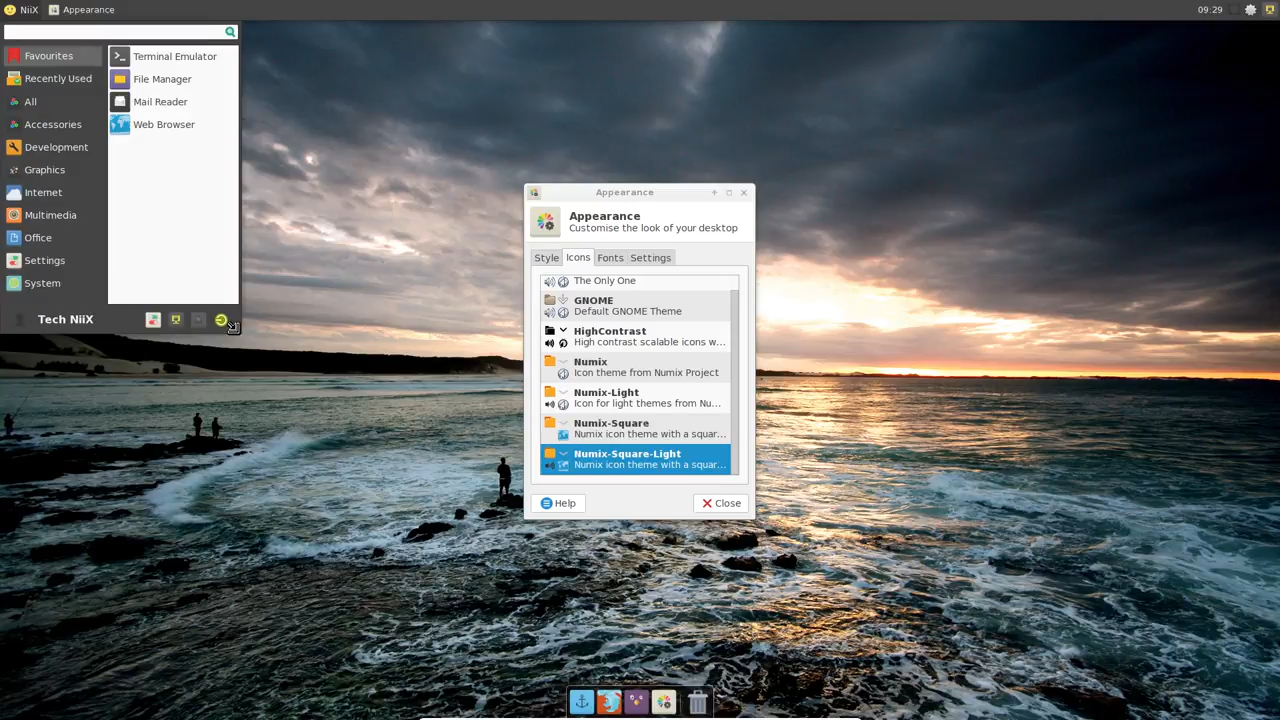 NiiX
Appearance
09:29
Favourites
Recently Used
All
Accessories
Development
Graphics
Internet
Multimedia
Office
Settings
System
Terminal Emulator
File Manager
Mail Reader
Web Browser
Tech NiiX
Appearance
Appearance
Customise the look of your desktop
Style Icons Fonts Settings
The Only One
GNOME
Default GNOME Theme
HighContrast
High contrast scalable icons w...
Numix
Icon theme from Numix Project
Numix-Light
Icon for light themes from Nu...
Numix-Square
Numix icon theme with a squar...
Numix-Square-Light
Numix icon theme with a squar...
Help
Close